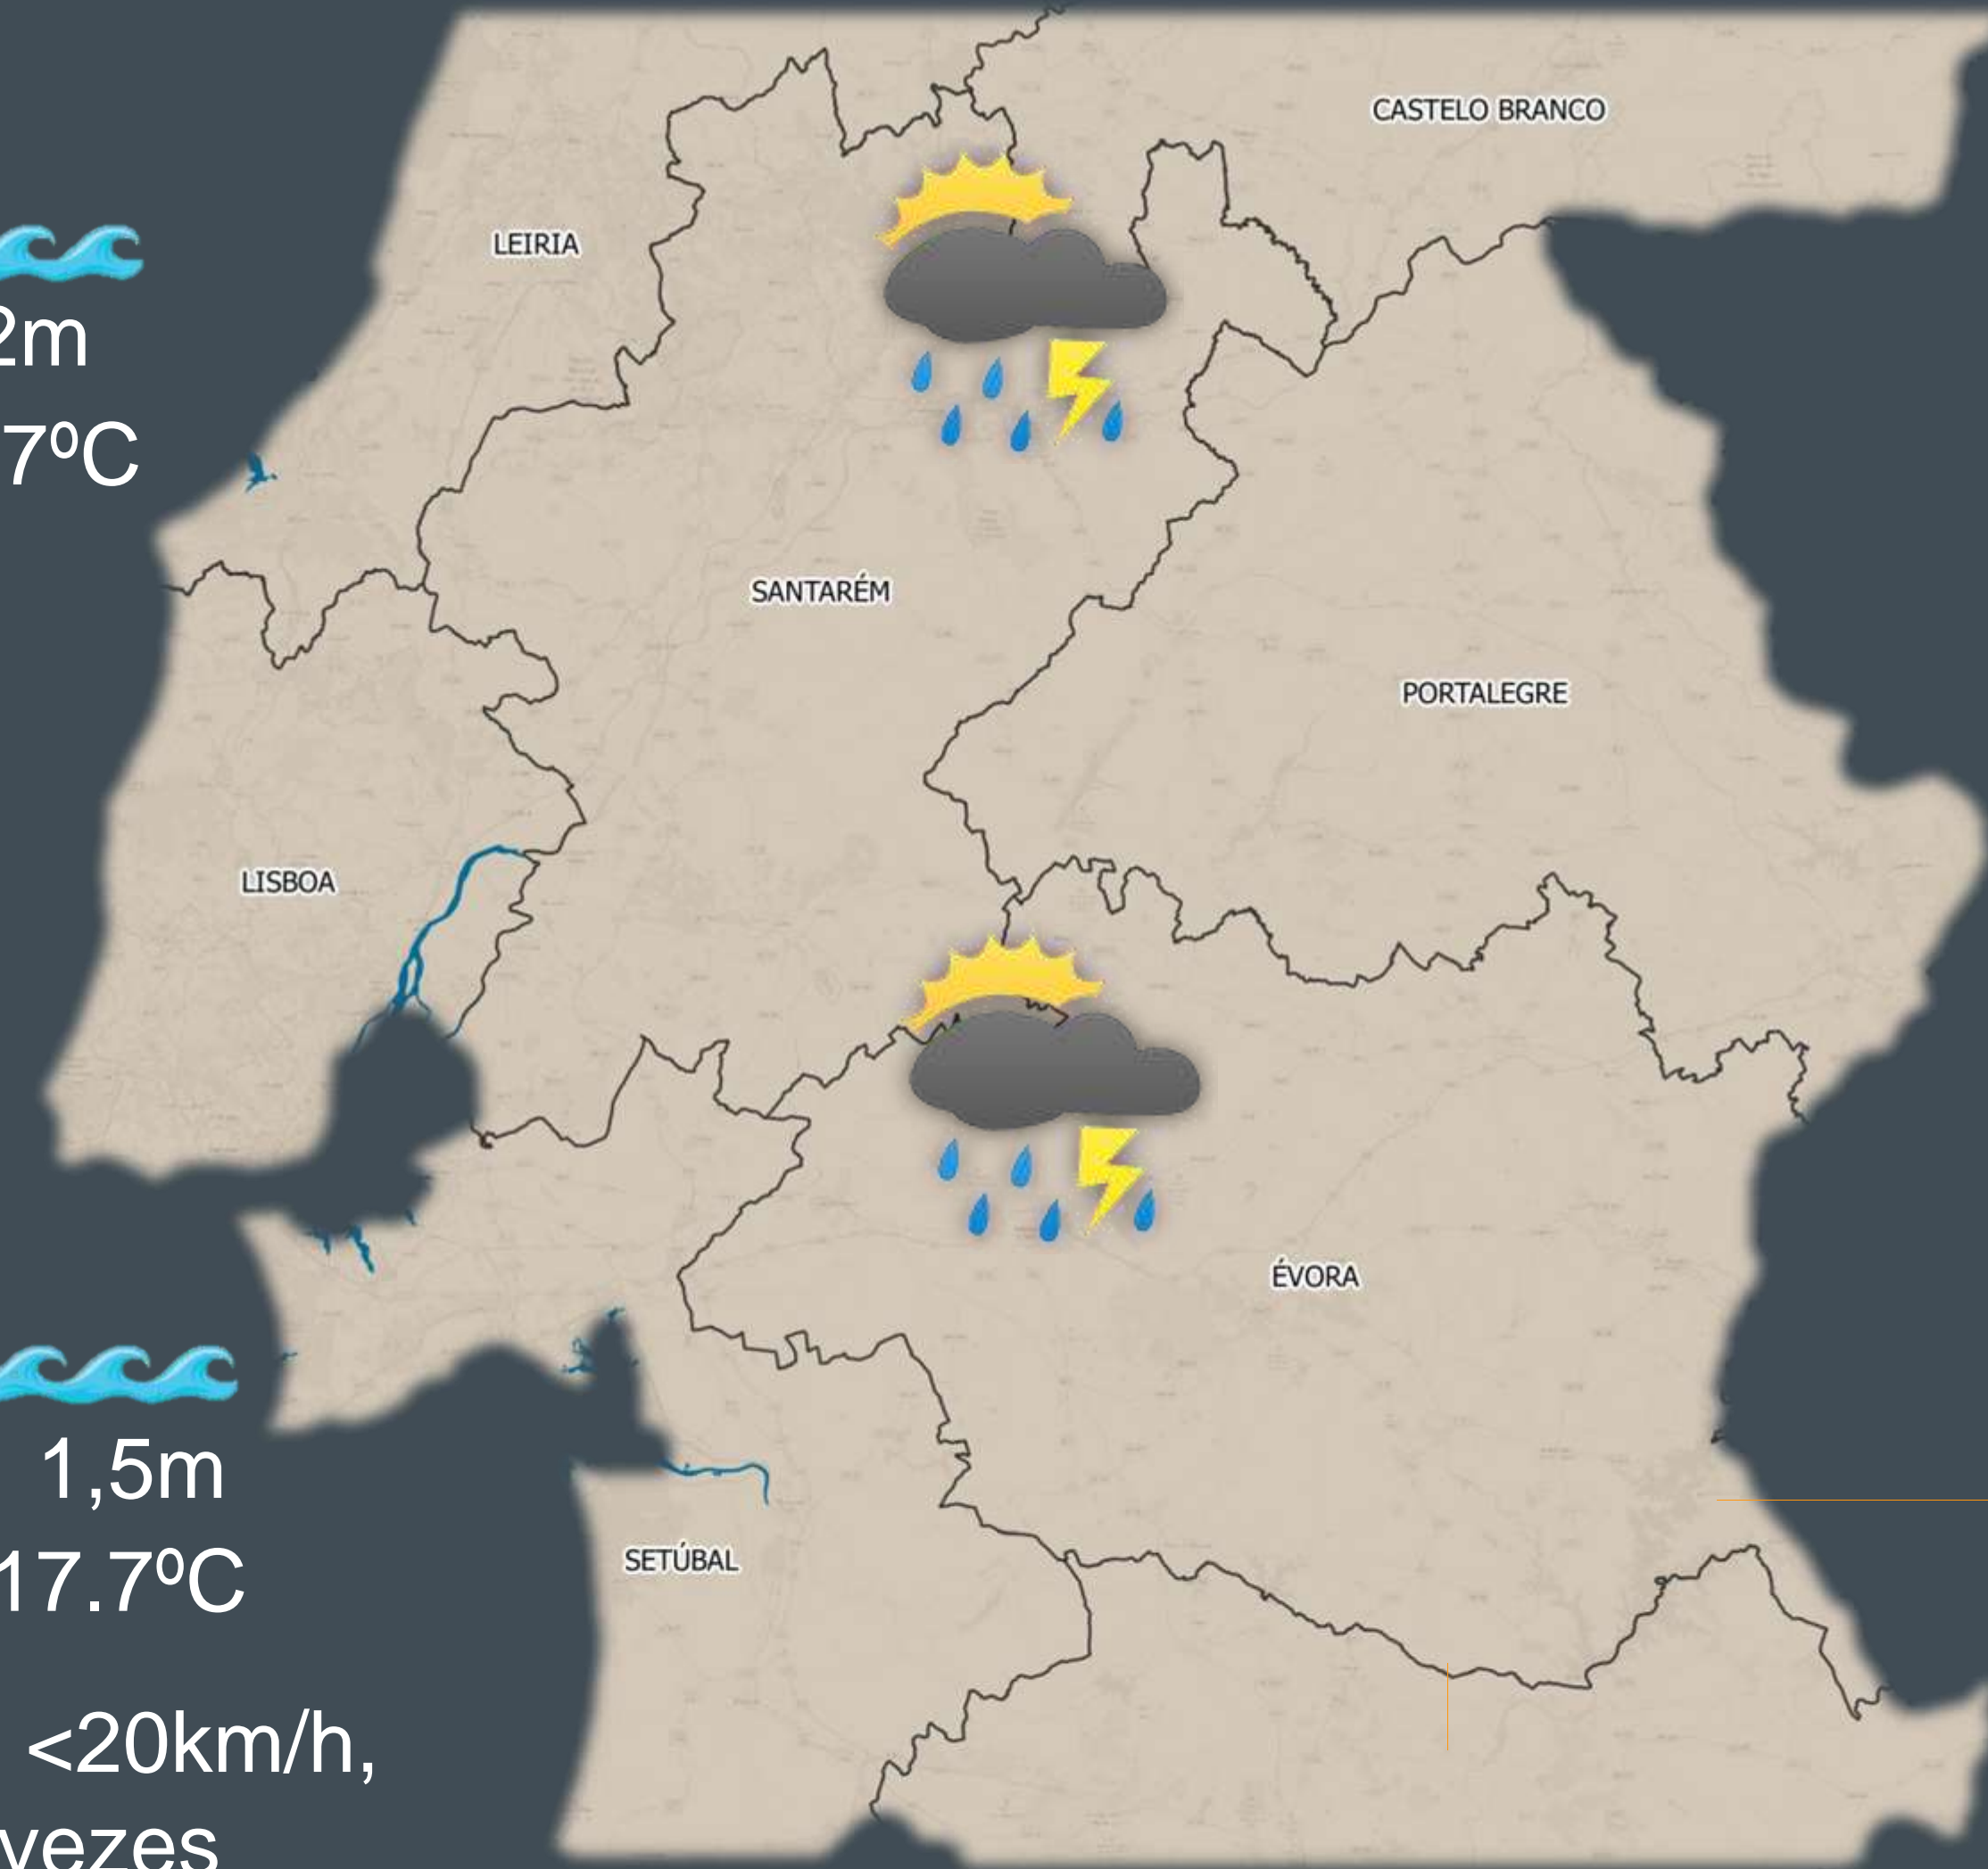 CASTELO BRANCO
LEIRIA
2m
7ºC
SANTARÉM
PORTALEGRE
LISBOA
ÉVORA
1,5m
SETÚBAL
17.7ºC
<20km/h,
vezes